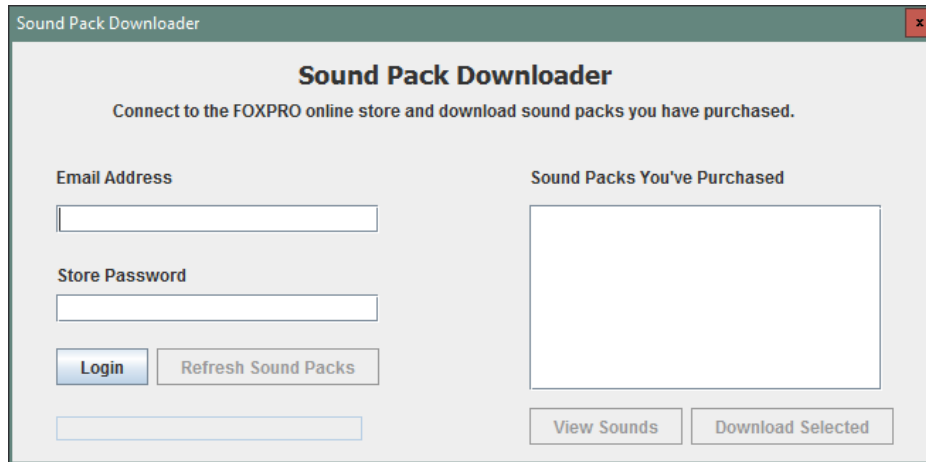 Sound Pack Downloader
x
Sound Pack Downloader
Connect to the FOXPRO online store and download sound packs you have purchased.
Email Address
Sound Packs You've Purchased
Store Password
Login
Refresh Sound Packs
View Sounds
Download Selected